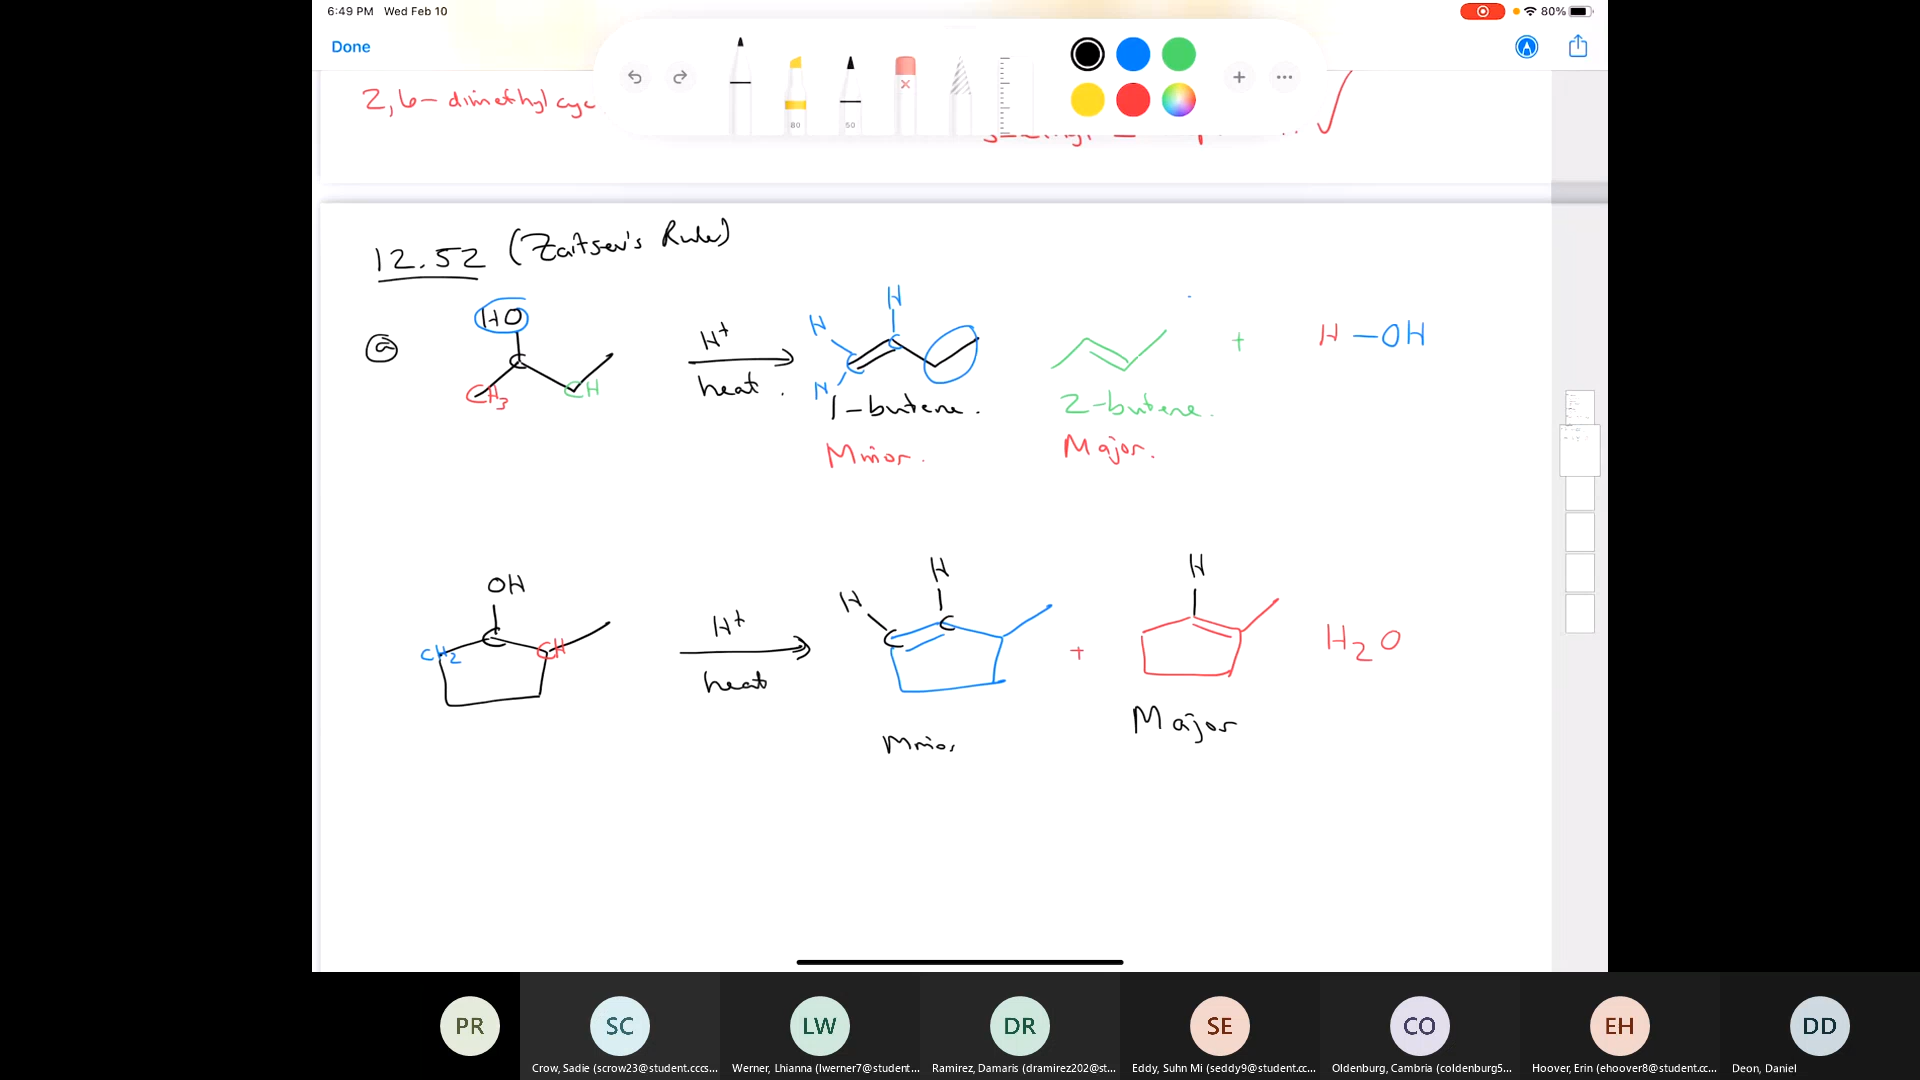 6:49 PM Wed Feb 10
80%
Done
80
50
2,6-dimethyl cyc
12.52 (Zaitsev's Rule)
a
HO
C
CH3
CH
H+
heat.
H
H
H
C
C
1-butene.
Minor.
2-butene.
Major.
+
H-OH
OH
C
CH2
CH
H+
heat
H
H
C
C
Minor
+
H
Major
H2O
PR
SC
LW
DR
SE
CO
EH
DD
Crow, Sadie (scrow23@student.cccs...
Werner, Lhianna (lwerner7@student...
Ramirez, Damaris (dramirez202@st...
Eddy, Suhn Mi (seddy9@student.cc...
Oldenburg, Cambria (coldenburg5...
Hoover, Erin (ehoover8@student.cc...
Deon, Daniel